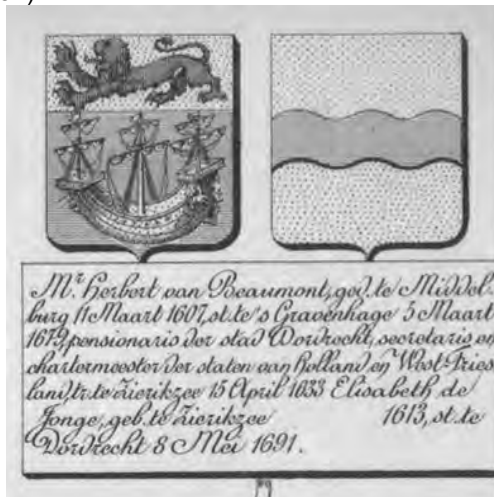 Mr. Herbert van Beaumont, geb. te Middel-
burg 11 Maart 1607, st. te 's Gravenhage 3 Maart
1679, pensionaris der stad Dordrecht, secretaris en
chartermeester der staten van Holland en West-Fries
land, tr. te Zierikzee 15 April 1633 Elisabeth de
Jonge, geb. te Zierikzee 1613, st. te
Dordrecht 8 Mei 1691.